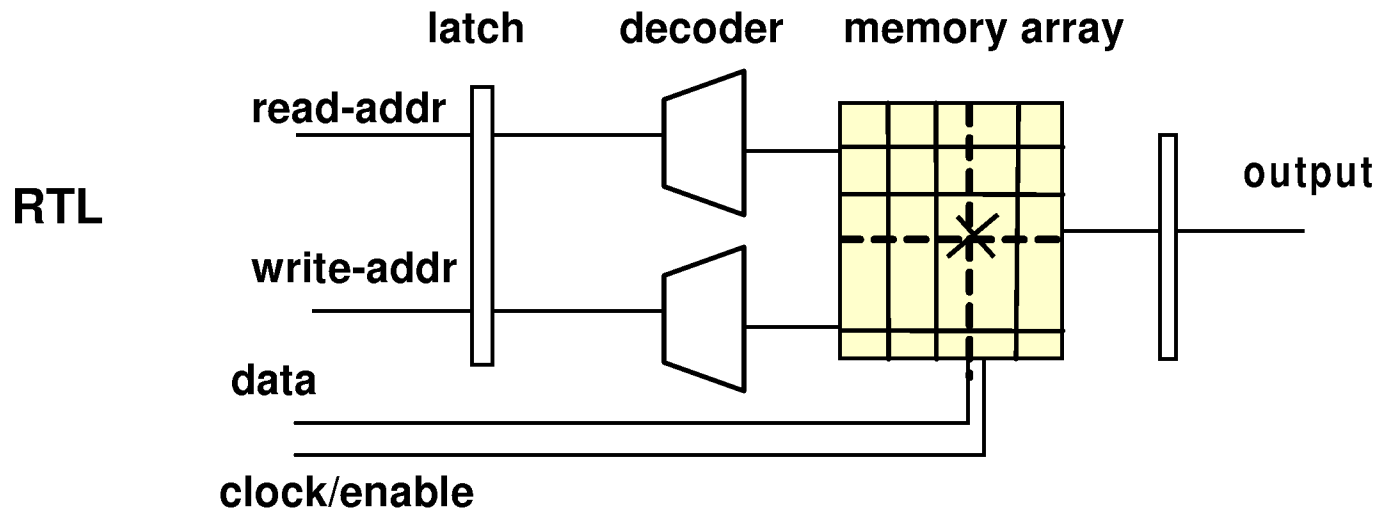 latch
decoder
memory array
read-addr
output
RTL
write-addr
data
clock/enable